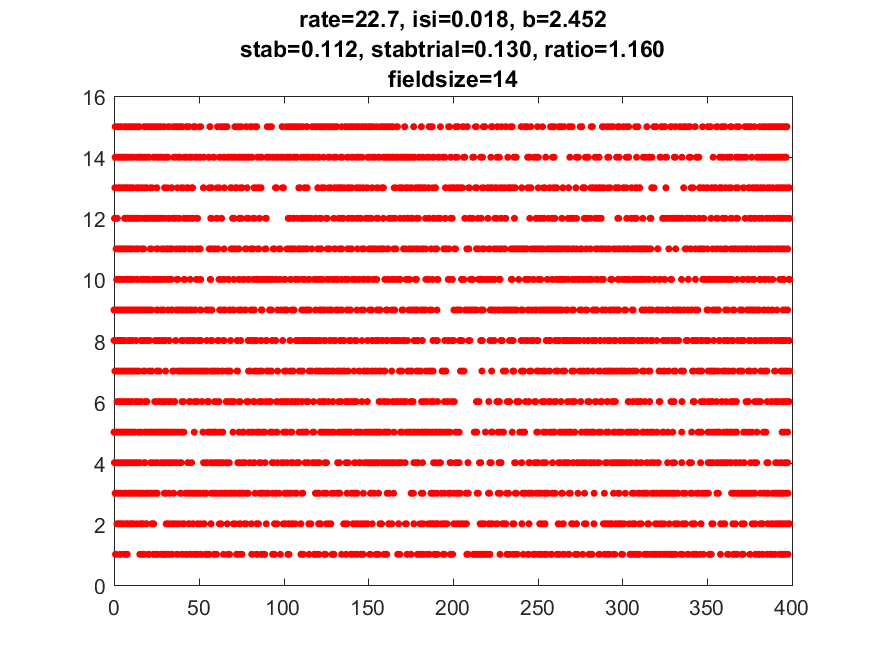 rate=22.7, isi=0.018, b=2.452
stab=0.112, stabtrial=0.130, ratio=1.160
fieldsize=14
16
14
12
10
8
6
4
2
0
0 50 100 150 200 250 300 350 400